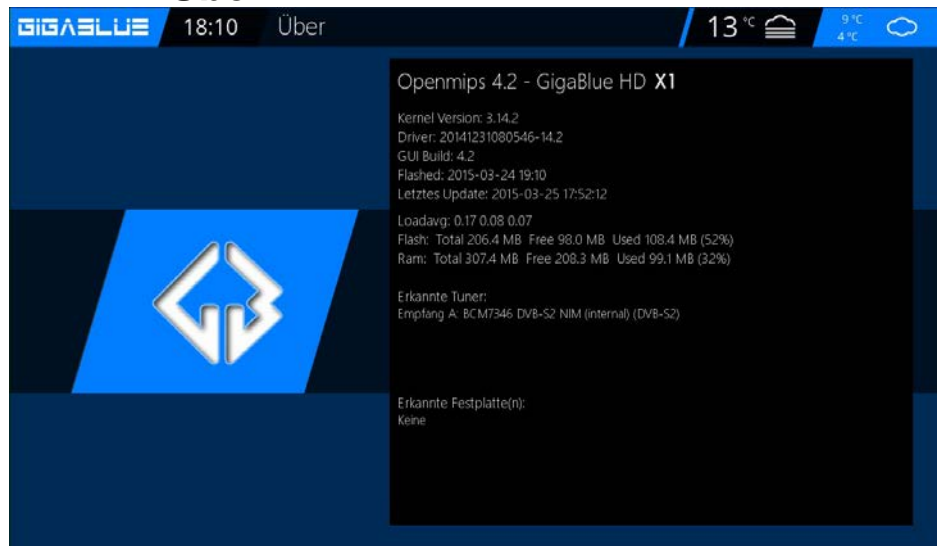 GIGABLUE 18:10 Über 13 °C 9 °C
4 °C
Openmips 4.2 - GigaBlue HD X1
Kernel Version: 3.14.2
Driver: 20141231080546-14.2
GUI Build: 4.2
Flashed: 2015-03-24 19:10
Letztes Update: 2015-03-25 17:52:12
Loadavg: 0.17 0.08 0.07
Flash: Total 206.4 MB Free 98.0 MB Used 108.4 MB (52%)
Ram: Total 307.4 MB Free 208.3 MB Used 99.1 MB (32%)
Erkannte Tuner:
Empfang A: BCM7346 DVB-S2 NIM (internal) (DVB-S2)
Erkannte Festplatte(n):
Keine
GB